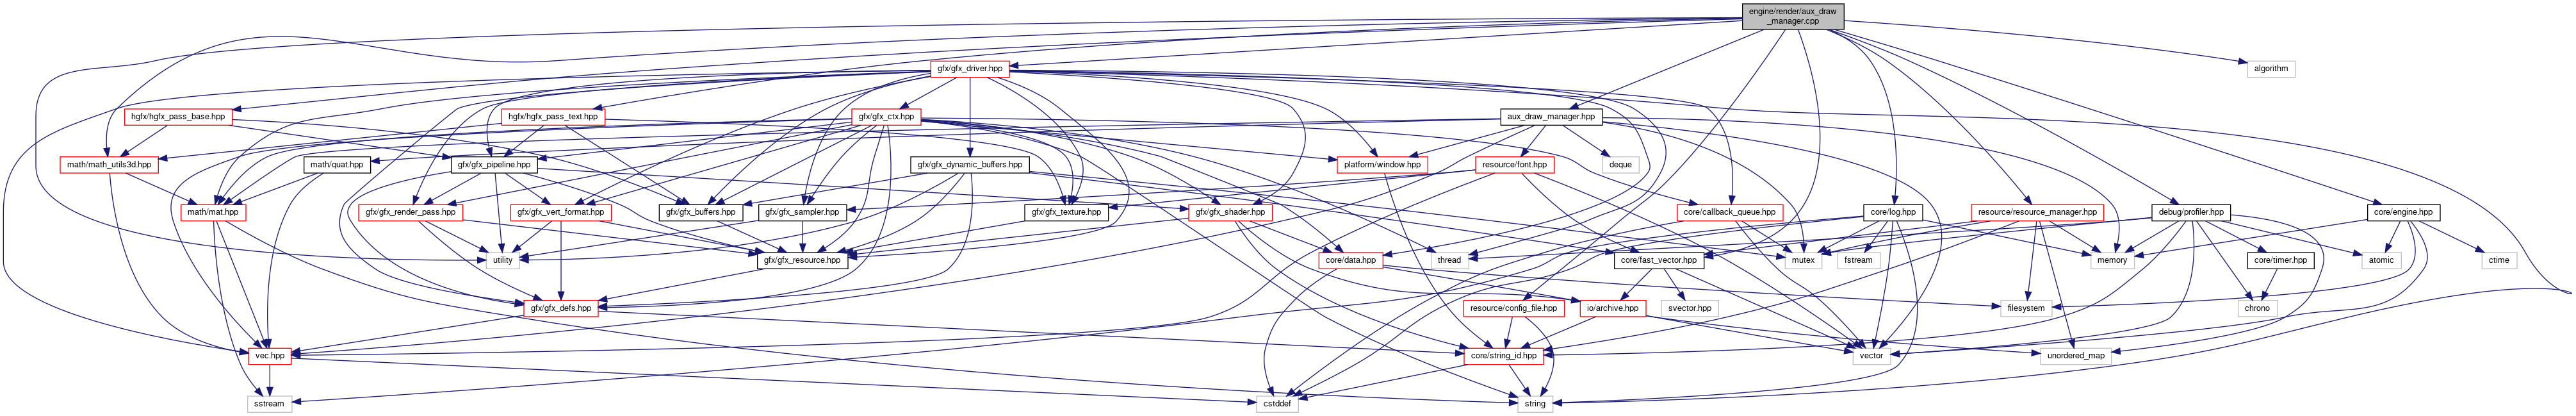 engine/render/aux_draw
_manager.cpp
gfx/gfx_driver.hpp
algorithm
hgfx/hgfx_pass_base.hpp
hgfx/hgfx_pass_text.hpp
gfx/gfx_ctx.hpp
aux_draw_manager.hpp
math/math_utils3d.hpp
math/quat.hpp
gfx/gfx_pipeline.hpp
gfx/gfx_dynamic_buffers.hpp
platform/window.hpp
resource/font.hpp
deque
math/mat.hpp
gfx/gfx_render_pass.hpp
gfx/gfx_vert_format.hpp
gfx/gfx_buffers.hpp
gfx/gfx_sampler.hpp
gfx/gfx_texture.hpp
gfx/gfx_shader.hpp
core/callback_queue.hpp
core/log.hpp
resource/resource_manager.hpp
debug/profiler.hpp
core/engine.hpp
utility
gfx/gfx_resource.hpp
core/data.hpp
thread
core/fast_vector.hpp
mutex
fstream
memory
core/timer.hpp
atomic
ctime
gfx/gfx_defs.hpp
resource/config_file.hpp
io/archive.hpp
svector.hpp
filesystem
chrono
vec.hpp
core/string_id.hpp
vector
unordered_map
sstream
cstddef
string